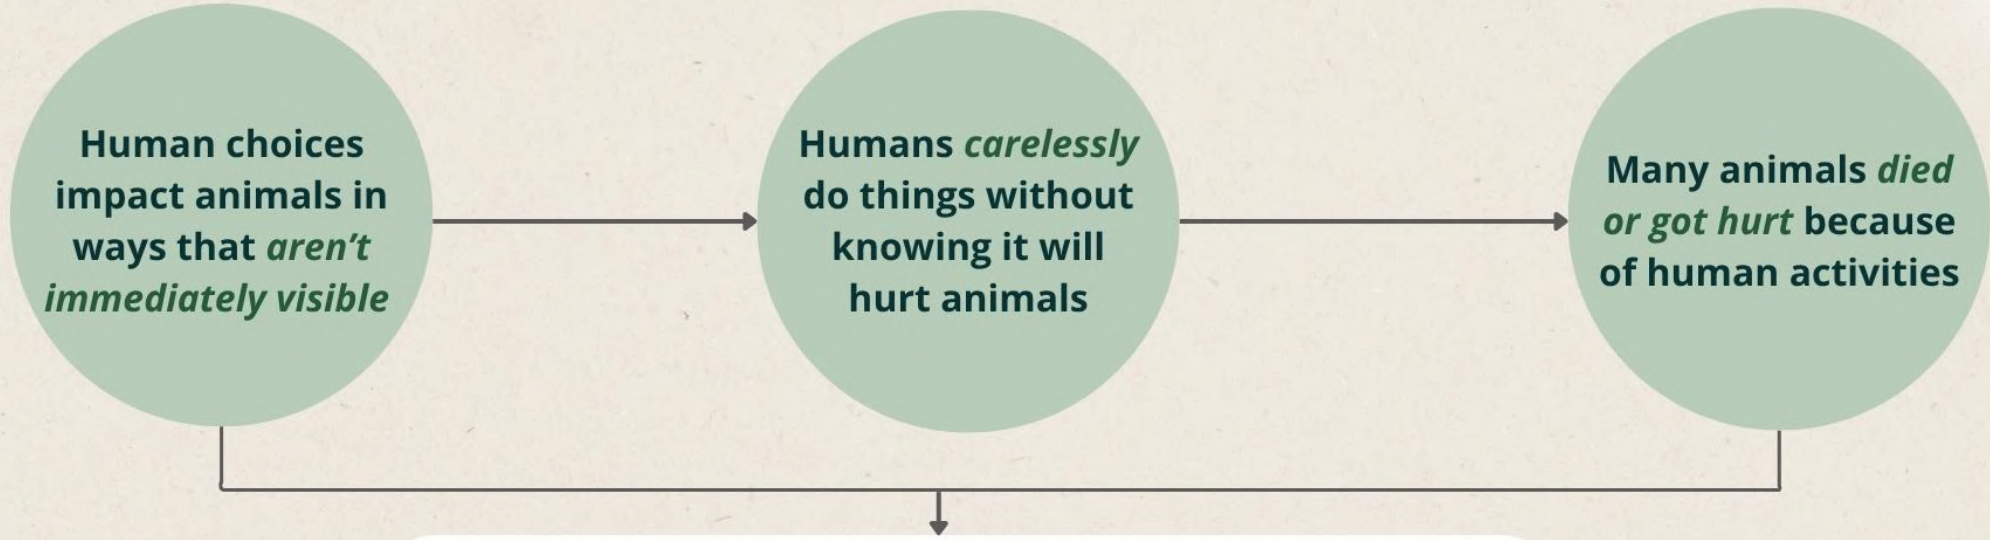 Human choices
impact animals in
ways that aren’t
immediately visible
Humans carelessly
do things without
knowing it will
hurt animals
Many animals died
or got hurt because
of human activities